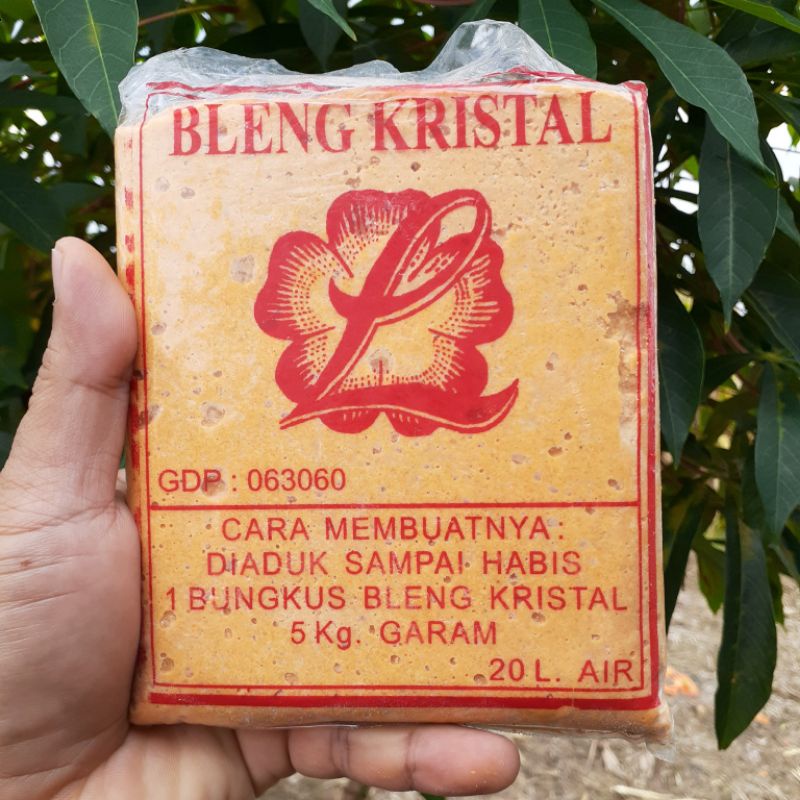 BLENG KRISTAL
GDP : 063060
CARA MEMBUATNYA :
DIADUK SAMPAI HABIS
1 BUNGKUS BLENG KRISTAL
5 Kg. GARAM
20 L. AIR